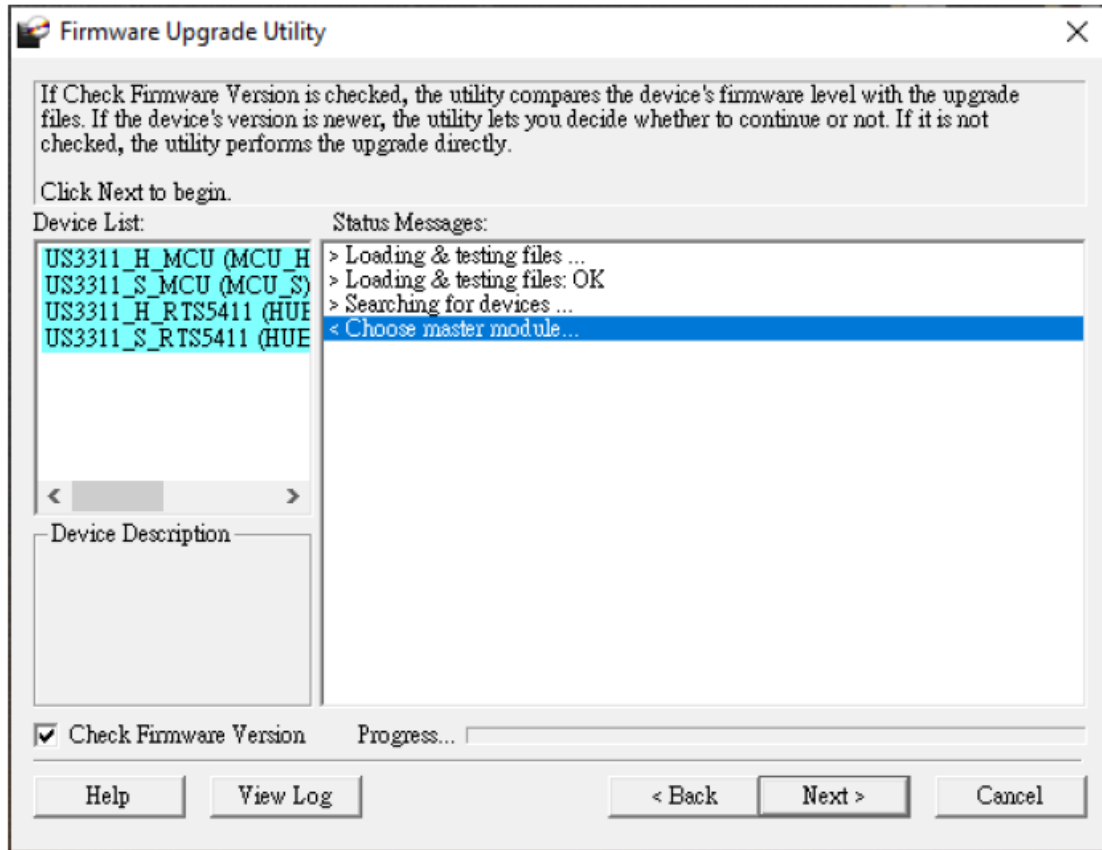 Firmware Upgrade Utility
If Check Firmware Version is checked, the utility compares the device's firmware level with the upgrade
files. If the device's version is newer, the utility lets you decide whether to continue or not. If it is not
checked, the utility performs the upgrade directly.
Click Next to begin.
Device List:
US3311_H_MCU (MCU_H
US3311_S_MCU (MCU_S)
US3311_H_RTS5411 (HUE
US3311_S_RTS5411 (HUE
Device Description
Status Messages:
> Loading & testing files ...
> Loading & testing files: OK
> Searching for devices ...
< Choose master module...
Check Firmware Version
Progress...
Help
View Log
< Back
Next >
Cancel